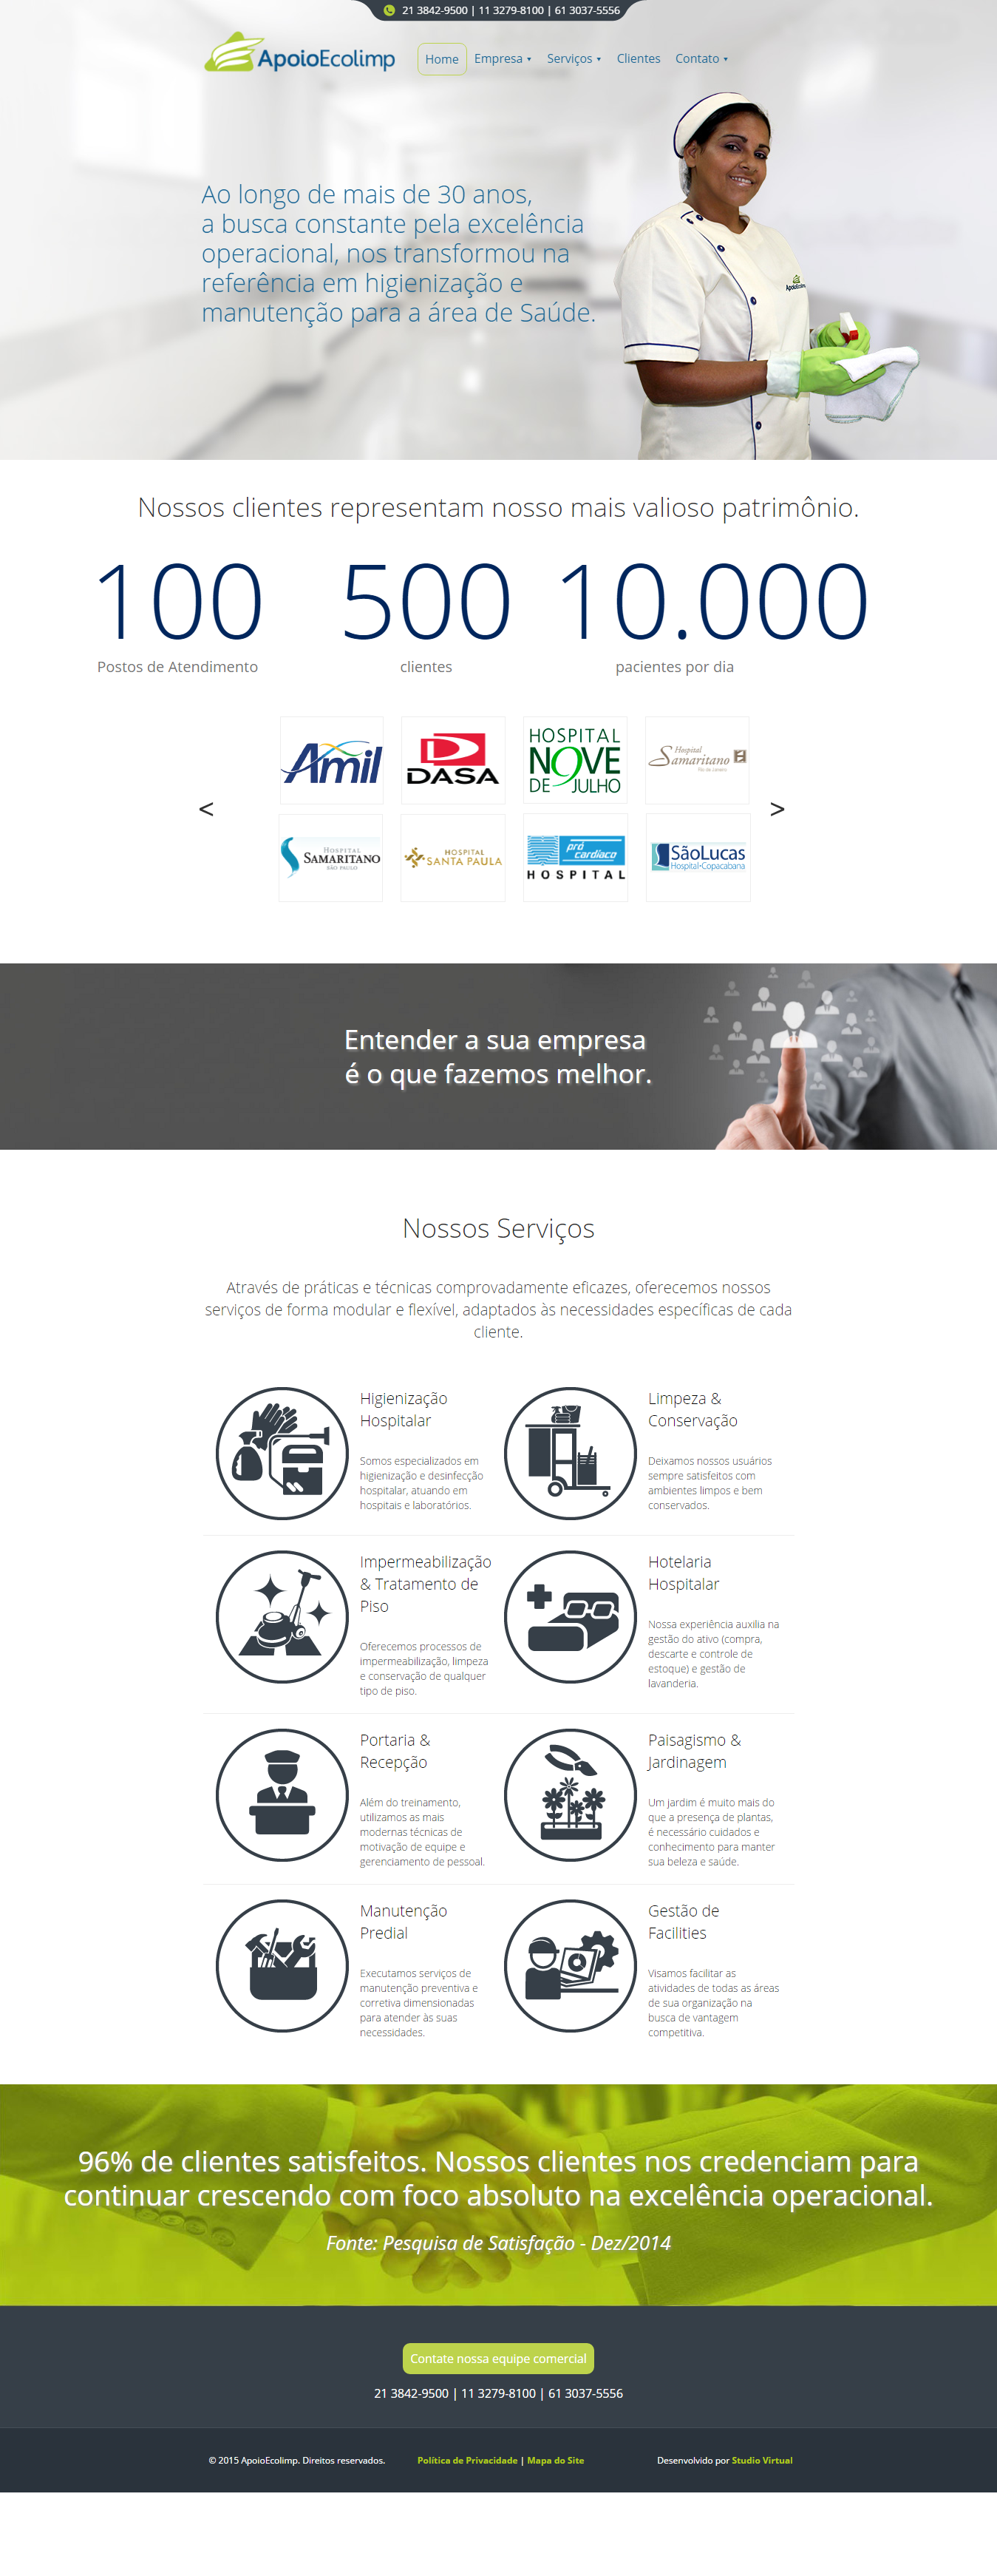 21 3842-9500 | 11 3279-8100 | 61 3037-5556
ApoioEcolimp
Home Empresa Serviços Clientes Contato
Ao longo de mais de 30 anos,
a busca constante pela excelência
operacional, nos transformou na
referência em higienização e
manutenção para a área de Saúde.
Nossos clientes representam nosso mais valioso patrimônio.
100 500 10.000
Postos de Atendimento clientes pacientes por dia
Amil
DASA
HOSPITAL
NOVE
DE JULHO
Hospital
Samaritano
Rio de Janeiro
< >
HOSPITAL
SAMARITANO
SÃO PAULO
HOSPITAL
SANTA PAULA
pró
cardíaco
HOSPITAL
SãoLucas
Hospital•Copacabana
Entender a sua empresa
é o que fazemos melhor.
Nossos Serviços
Através de práticas e técnicas comprovadamente eficazes, oferecemos nossos
serviços de forma modular e flexível, adaptados às necessidades específicas de cada
cliente.
Higienização
Hospitalar
Somos especializados em
higienização e desinfecção
hospitalar, atuando em
hospitais e laboratórios.
Limpeza &
Conservação
Deixamos nossos usuários
sempre satisfeitos com
ambientes limpos e bem
conservados.
Impermeabilização
& Tratamento de
Piso
Oferecemos processos de
impermeabilização, limpeza
e conservação de qualquer
tipo de piso.
Hotelaria
Hospitalar
Nossa experiência auxilia na
gestão do ativo (compra,
descarte e controle de
estoque) e gestão de
lavanderia.
Portaria &
Recepção
Além do treinamento,
utilizamos as mais
modernas técnicas de
motivação de equipe e
gerenciamento de pessoal.
Paisagismo &
Jardinagem
Um jardim é muito mais do
que a presença de plantas,
é necessário cuidados e
conhecimento para manter
sua beleza e saúde.
Manutenção
Predial
Executamos serviços de
manutenção preventiva e
corretiva dimensionadas
para atender às suas
necessidades.
Gestão de
Facilities
Visamos facilitar as
atividades de todas as áreas
de sua organização na
busca de vantagem
competitiva.
96% de clientes satisfeitos. Nossos clientes nos credenciam para
continuar crescendo com foco absoluto na excelência operacional.
Fonte: Pesquisa de Satisfação - Dez/2014
Contate nossa equipe comercial
21 3842-9500 | 11 3279-8100 | 61 3037-5556
© 2015 ApoioEcolimp. Direitos reservados. Política de Privacidade | Mapa do Site Desenvolvido por Studio Virtual